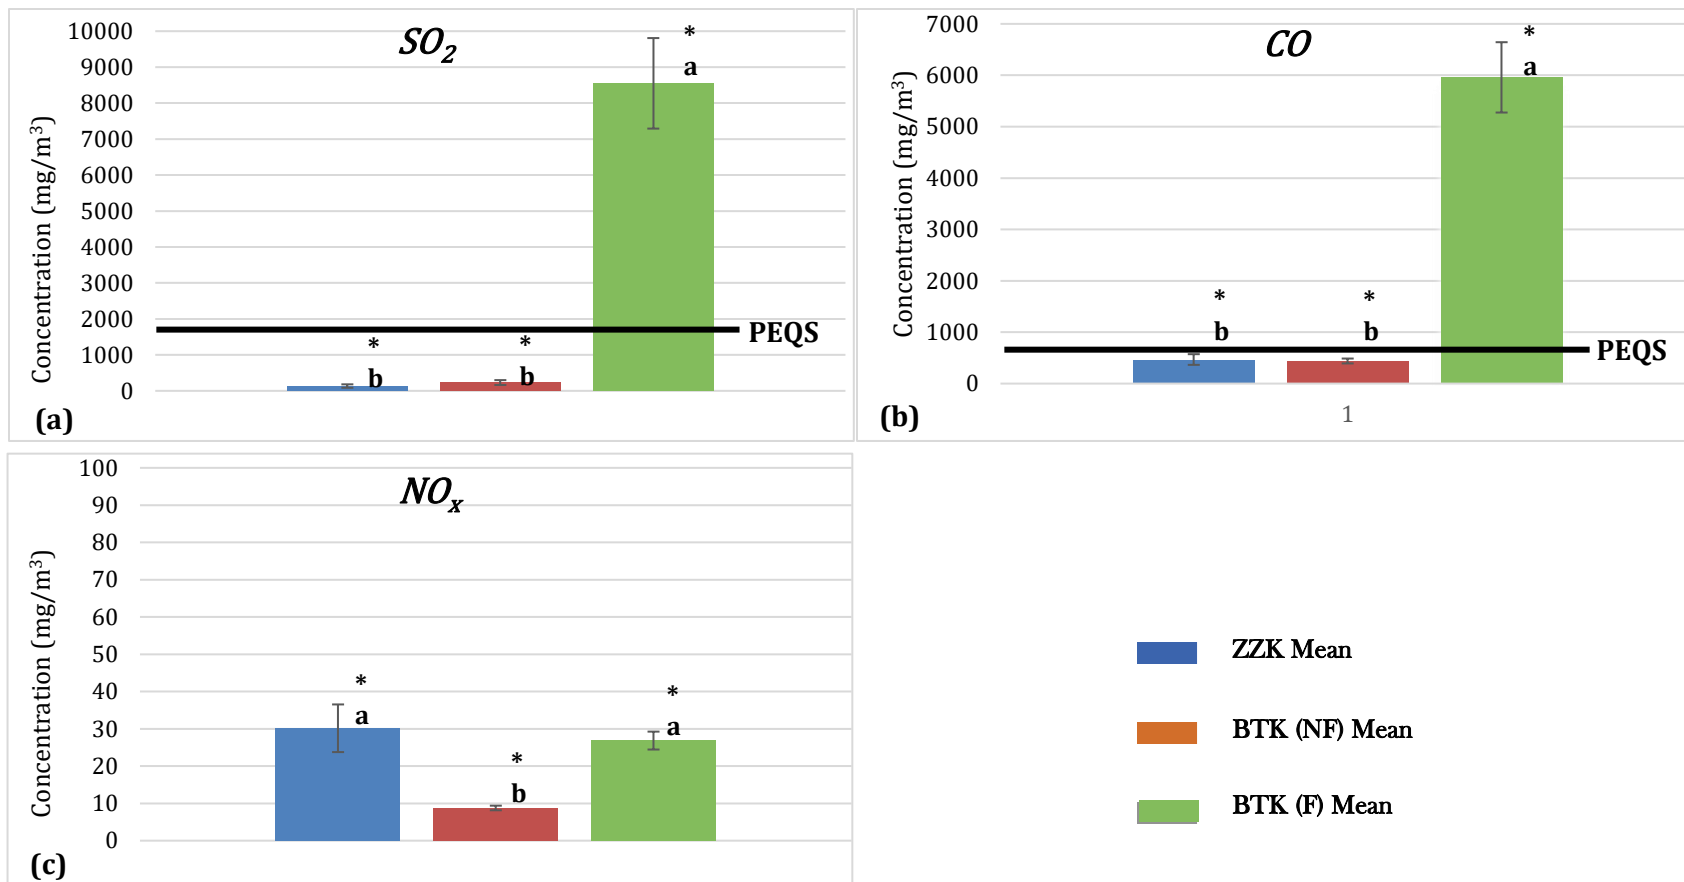 SO2
Concentration (mg/m3)
10000
9000
8000
7000
6000
5000
4000
3000
2000
1000
0
*
a
*
b
*
b
PEQS
(a)
CO
Concentration (mg/m3)
7000
6000
5000
4000
3000
2000
1000
0
*
a
*
b
*
b
PEQS
1
(b)
NOx
Concentration (mg/m3)
100
90
80
70
60
50
40
30
20
10
0
*
a
*
b
*
a
(c)
ZZK Mean
BTK (NF) Mean
BTK (F) Mean